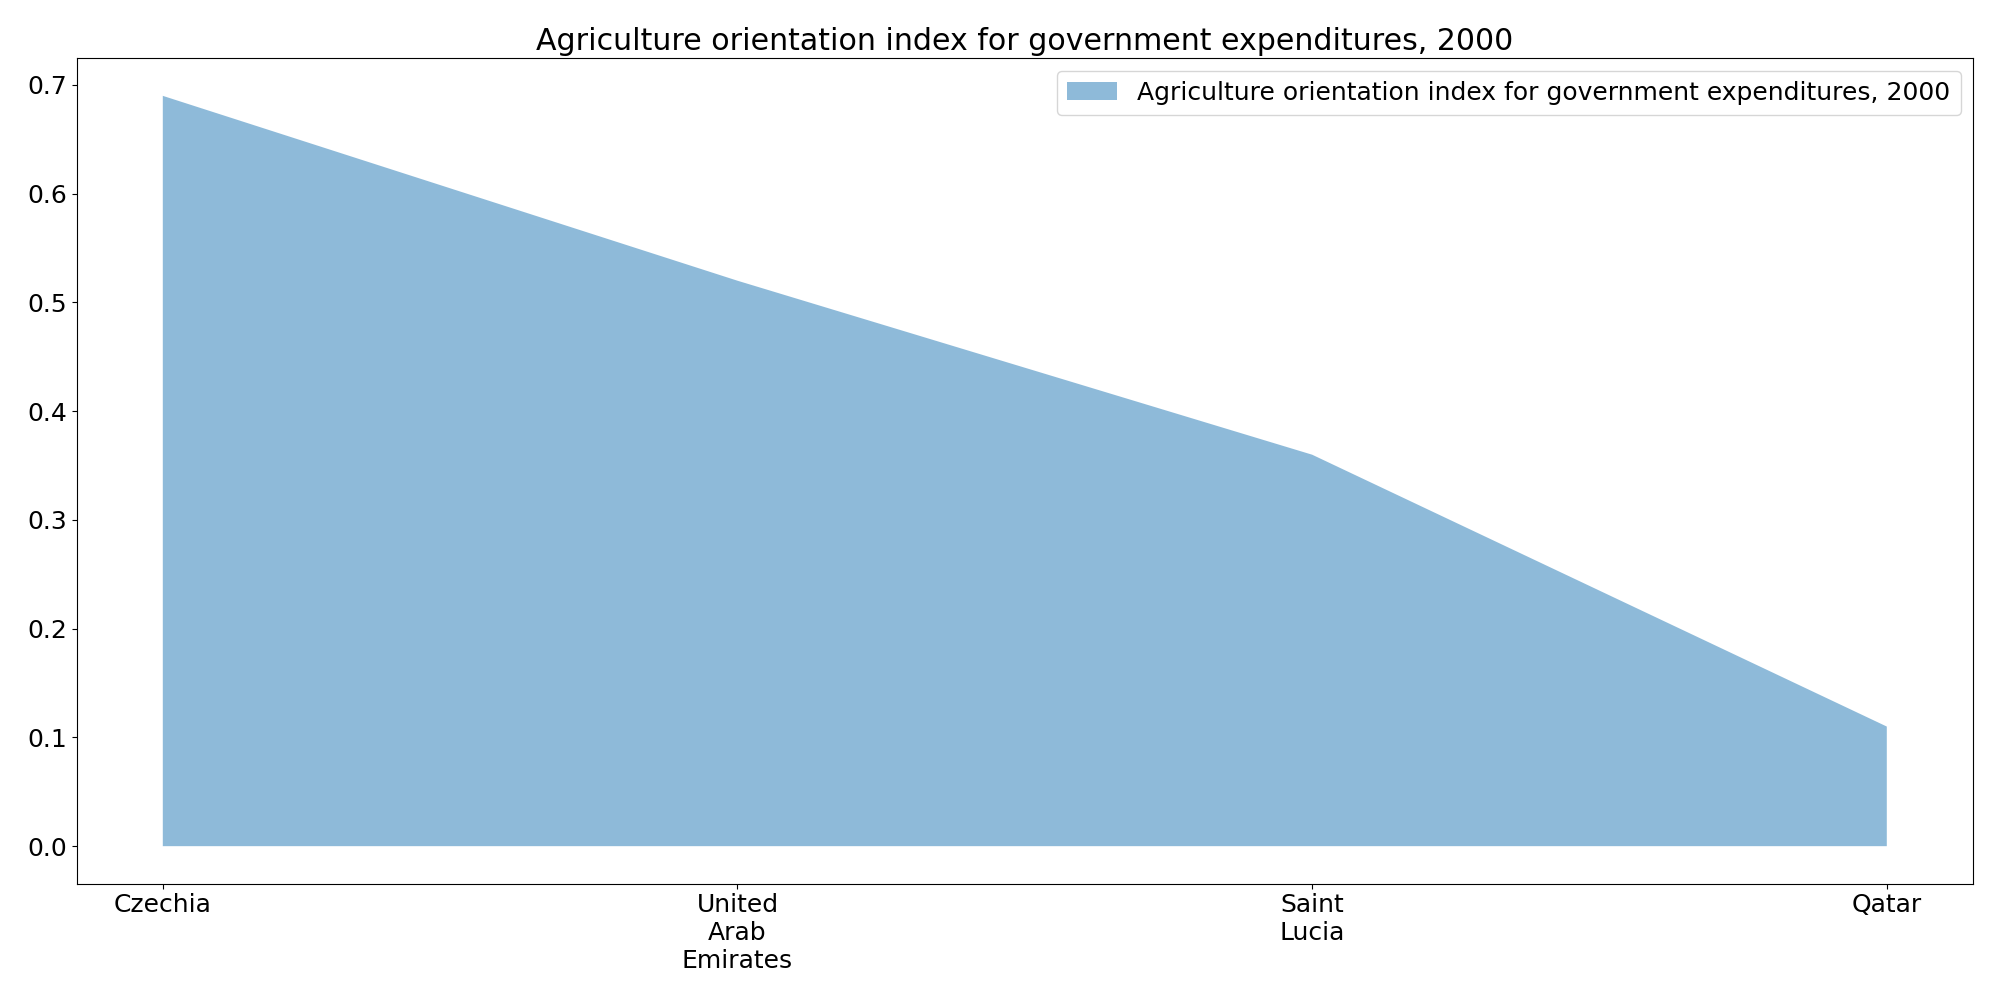 Agriculture orientation index for government expenditures, 2000
Agriculture orientation index for government expenditures, 2000
0.7
0.6
0.5
0.4
0.3
0.2
0.1
0.0
Czechia
United
Arab
Emirates
Saint
Lucia
Qatar